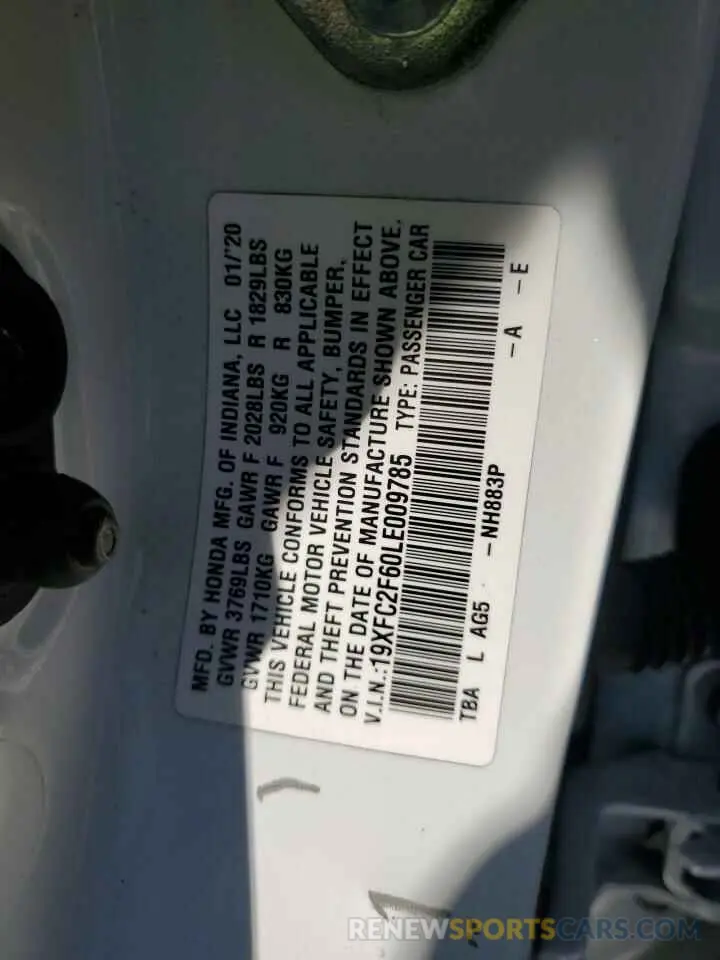 MFD. BY HONDA MFG. OF INDIANA, LLC 01/'20
GVWR 3769LBS GAWR F 2028LBS R 1829LBS
GVWR 1710KG GAWR F 920KG R 830KG
THIS VEHICLE CONFORMS TO ALL APPLICABLE
FEDERAL MOTOR VEHICLE SAFETY, BUMPER,
AND THEFT PREVENTION STANDARDS IN EFFECT
ON THE DATE OF MANUFACTURE SHOWN ABOVE.
V.I.N.:19XFC2F60LE009785 TYPE: PASSENGER CAR
TBA L AG5 -NH883P -A -E
RENEWSPORTSCARS.COM